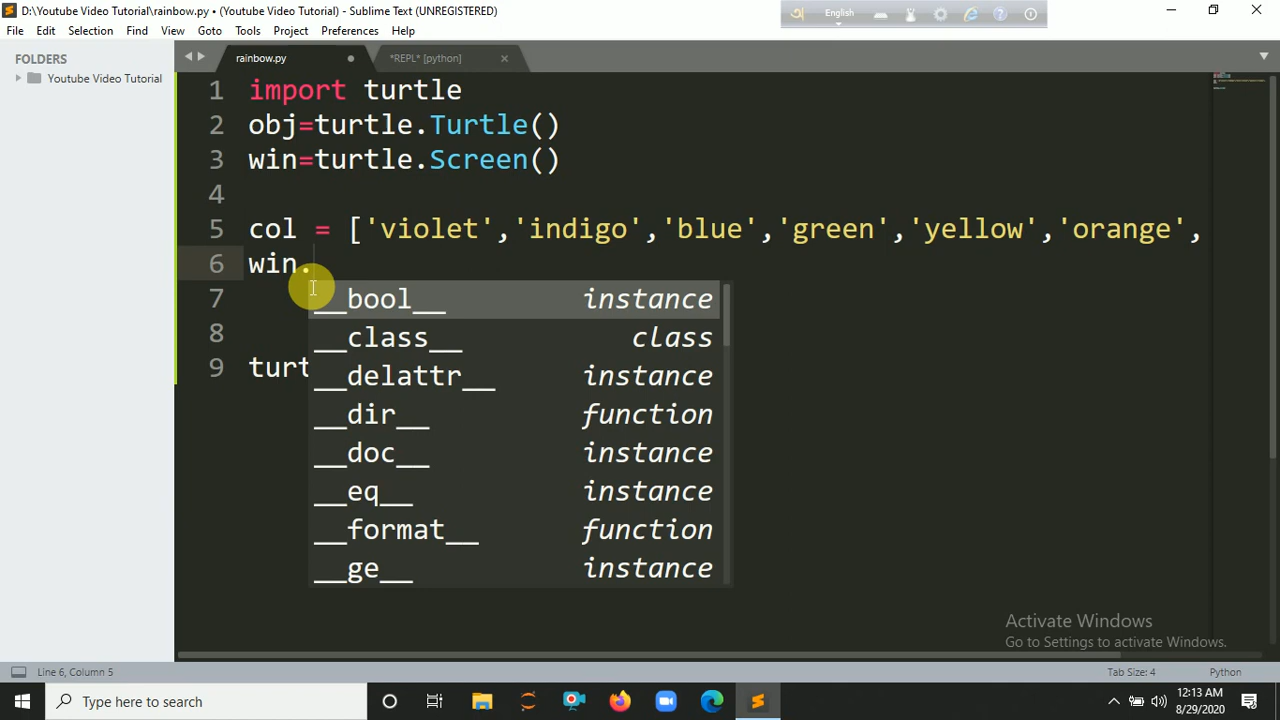 D:\Youtube Video Tutorial\rainbow.py • (Youtube Video Tutorial) - Sublime Text (UNREGISTERED)
English
File Edit Selection Find View Goto Tools Project Preferences Help
FOLDERS
Youtube Video Tutorial
rainbow.py
*REPL* [python]
1 import turtle
2 obj=turtle.Turtle()
3 win=turtle.Screen()
4
5 col = ['violet','indigo','blue','green','yellow','orange',
6 win.
7 __bool__ instance
__class__ class
8
9 turt
__delattr__ instance
__dir__ function
__doc__ instance
__eq__ instance
__format__ function
__ge__ instance
Activate Windows
Go to Settings to activate Windows.
Line 6, Column 5
Tab Size: 4
Python
Type here to search
12:13 AM
8/29/2020